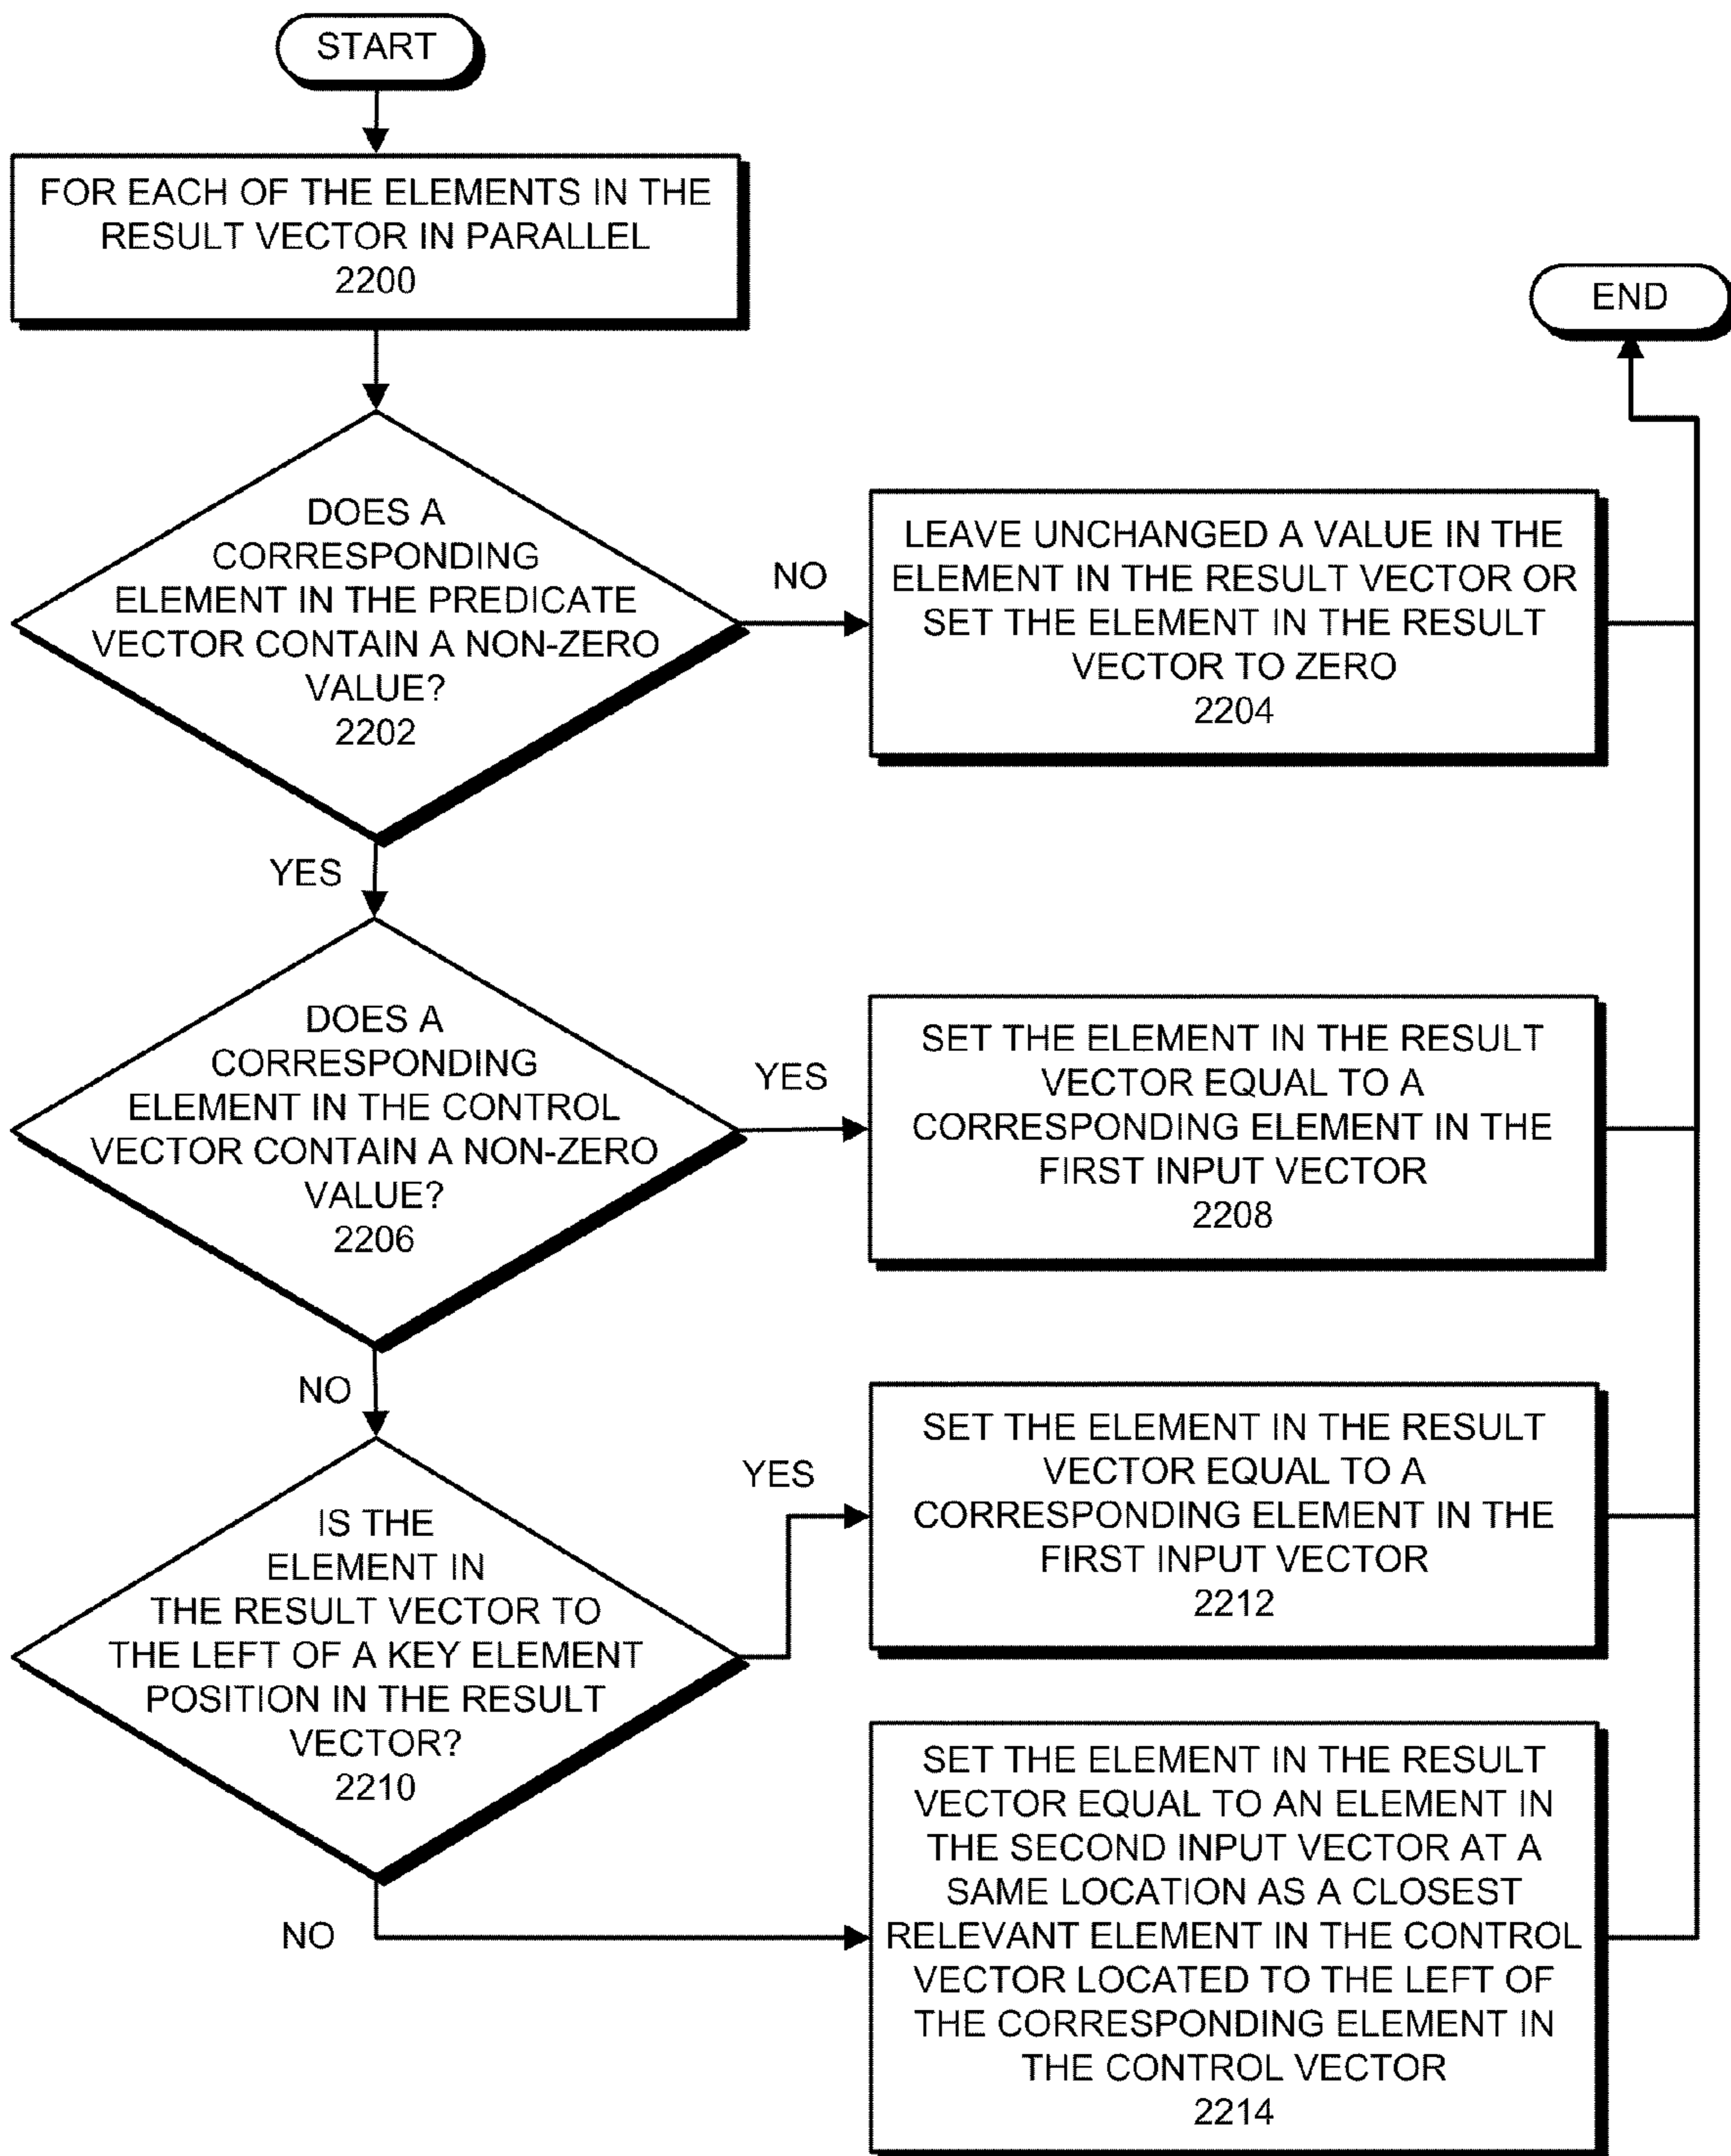 START
FOR EACH OF THE ELEMENTS IN THE
RESULT VECTOR IN PARALLEL
2200
END
DOES A
CORRESPONDING
ELEMENT IN THE PREDICATE
VECTOR CONTAIN A NON-ZERO
VALUE?
2202
NO
LEAVE UNCHANGED A VALUE IN THE
ELEMENT IN THE RESULT VECTOR OR
SET THE ELEMENT IN THE RESULT
VECTOR TO ZERO
2204
YES
DOES A
CORRESPONDING
ELEMENT IN THE CONTROL
VECTOR CONTAIN A NON-ZERO
VALUE?
2206
YES
SET THE ELEMENT IN THE RESULT
VECTOR EQUAL TO A
CORRESPONDING ELEMENT IN THE
FIRST INPUT VECTOR
2208
NO
IS THE
ELEMENT IN
THE RESULT VECTOR TO
THE LEFT OF A KEY ELEMENT
POSITION IN THE RESULT
VECTOR?
2210
YES
SET THE ELEMENT IN THE RESULT
VECTOR EQUAL TO A
CORRESPONDING ELEMENT IN THE
FIRST INPUT VECTOR
2212
NO
SET THE ELEMENT IN THE RESULT
VECTOR EQUAL TO AN ELEMENT IN
THE SECOND INPUT VECTOR AT A
SAME LOCATION AS A CLOSEST
RELEVANT ELEMENT IN THE CONTROL
VECTOR LOCATED TO THE LEFT OF
THE CORRESPONDING ELEMENT IN
THE CONTROL VECTOR
2214